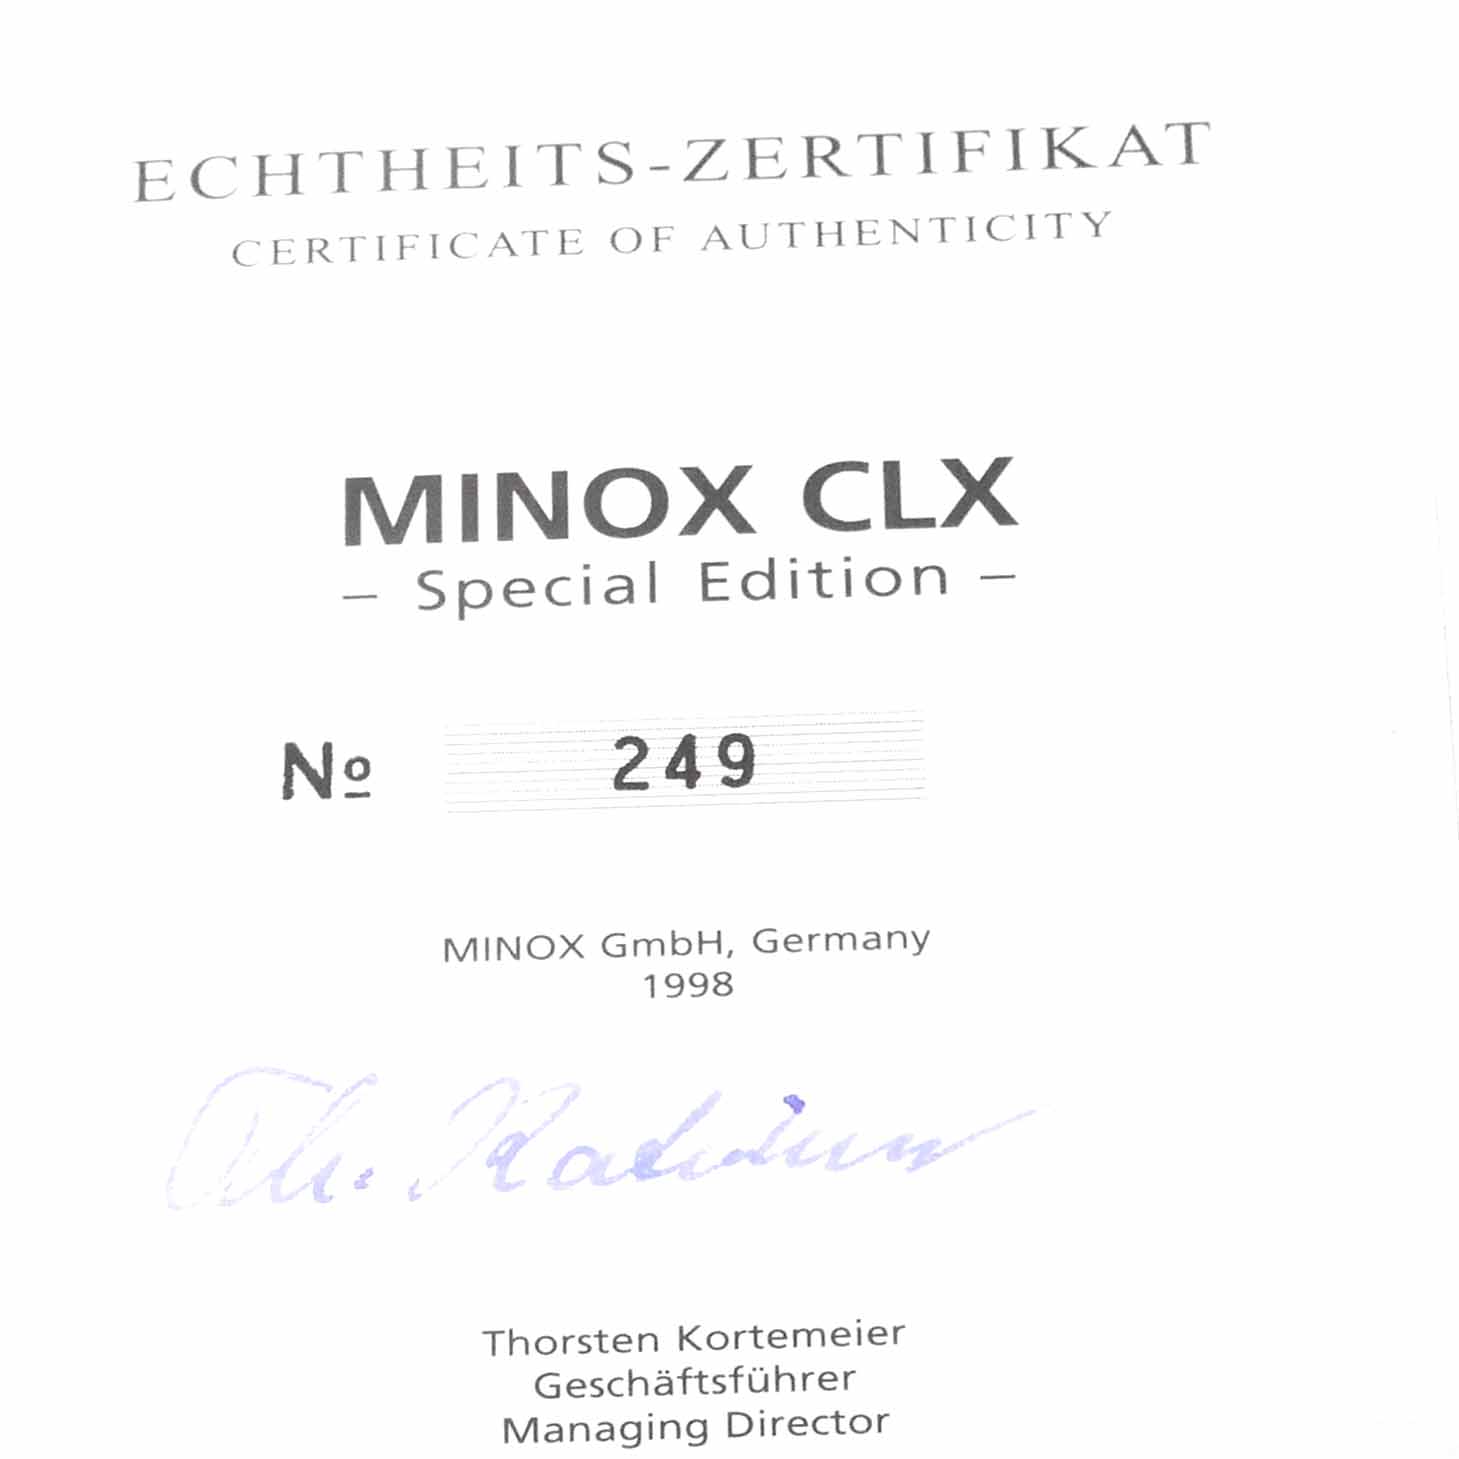 ECHTHEITS-ZERTIFIKAT
CERTIFICATE OF AUTHENTICITY
MINOX CLX
– Special Edition –
Nº 249
MINOX GmbH, Germany
1998
Thorsten Kortemeier
Geschäftsführer
Managing Director